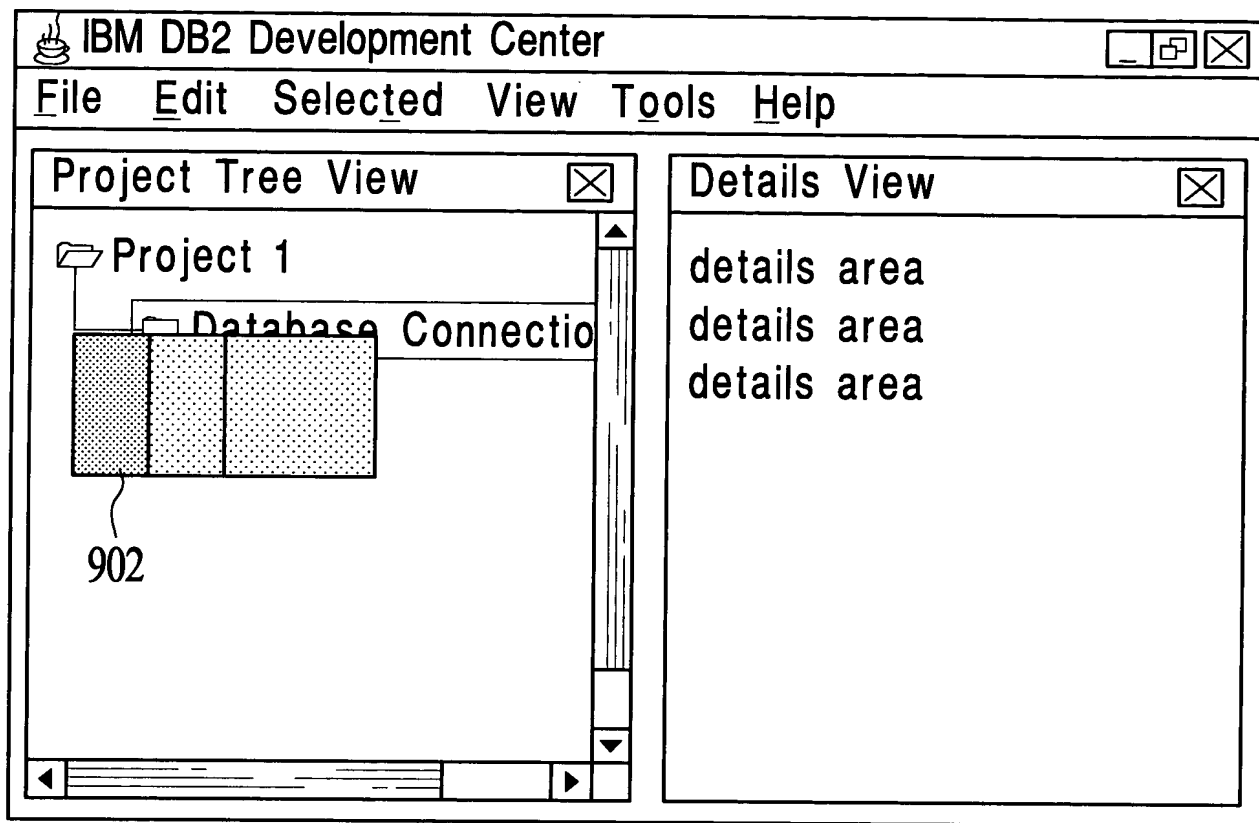 IBM DB2 Development Center
File Edit Selected View Tools Help
Project Tree View
Project 1
Database Connectio
902
Details View
details area
details area
details area